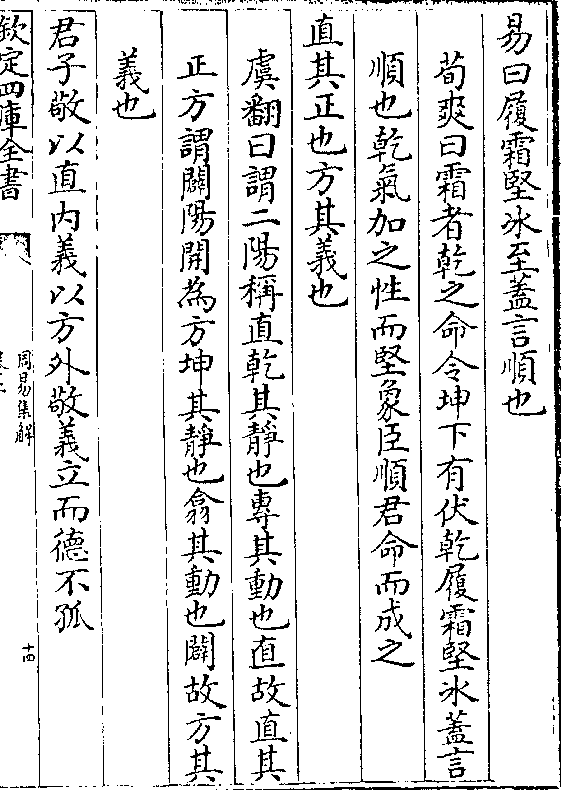 易曰履霜堅冰至蓋言順也
荀爽曰霜者乾之命令坤下有伏乾履霜堅冰蓋言
順也乾氣加之性而堅象臣順君命而成之
直其正也方其義也
虞翻曰謂二陽稱直乾其靜也專其動也直故直其
正方謂闢陽開為方坤其靜也翕其動也闢故方其
義也
君子敬以直內義以方外敬義立而德不孤
欽定四庫全書
周易集解
十四